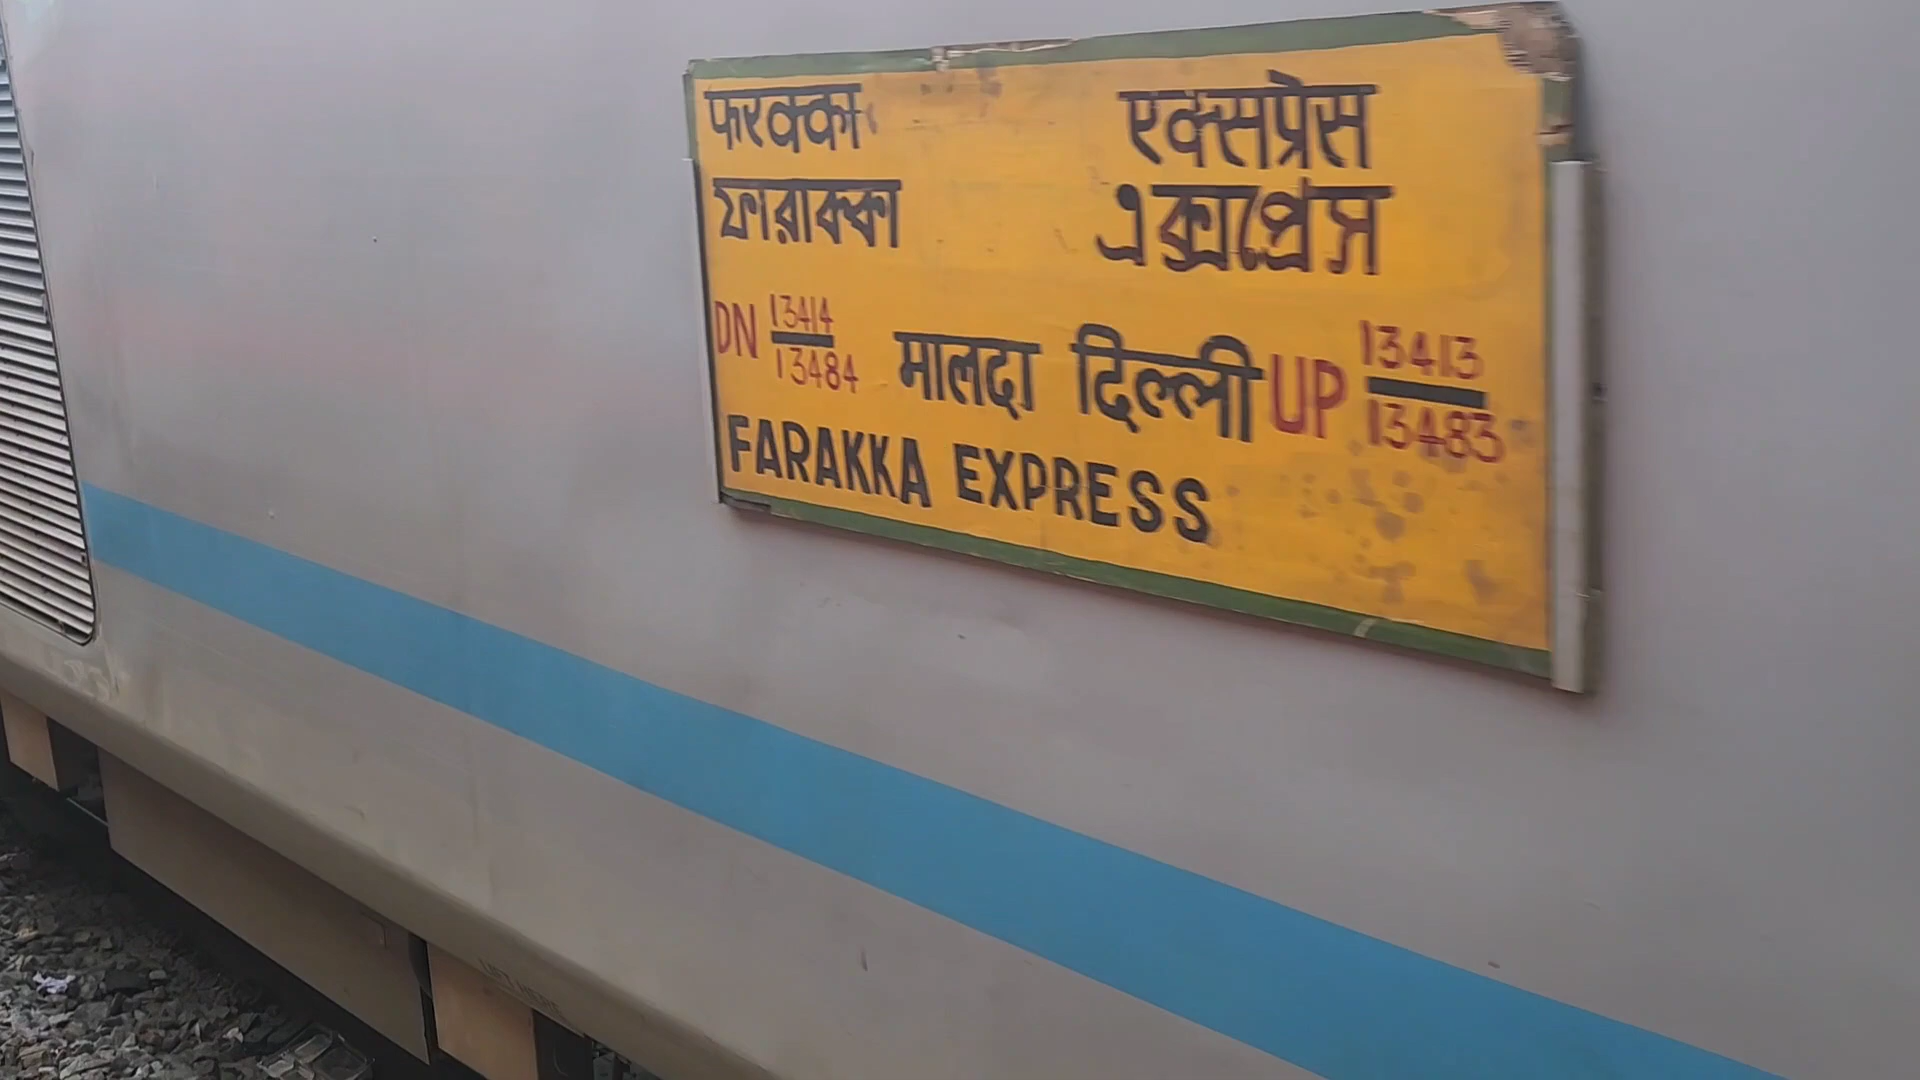 फरक्का एक्सप्रेस
ফারাক্কা এক্সপ্রেস
DN 13414 मालदा दिल्ली UP 13413
13484 13483
FARAKKA EXPRESS